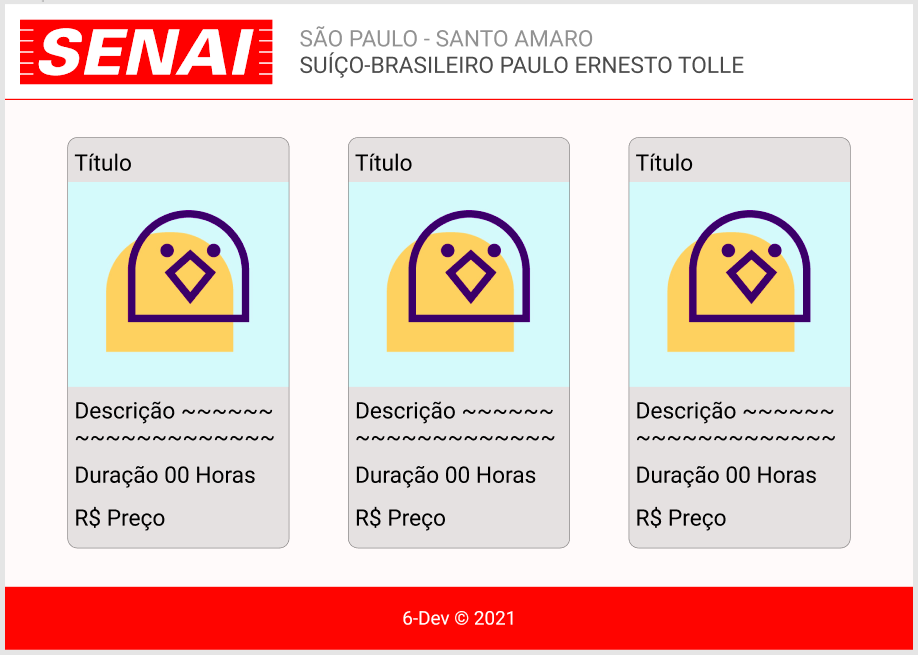 SENAI
SÃO PAULO - SANTO AMARO
SUÍÇO-BRASILEIRO PAULO ERNESTO TOLLE
Título
Descrição ~~~~~~
~~~~~~~~~~~~~
Duração 00 Horas
R$ Preço
Título
Descrição ~~~~~~
~~~~~~~~~~~~~
Duração 00 Horas
R$ Preço
Título
Descrição ~~~~~~
~~~~~~~~~~~~~
Duração 00 Horas
R$ Preço
6-Dev © 2021